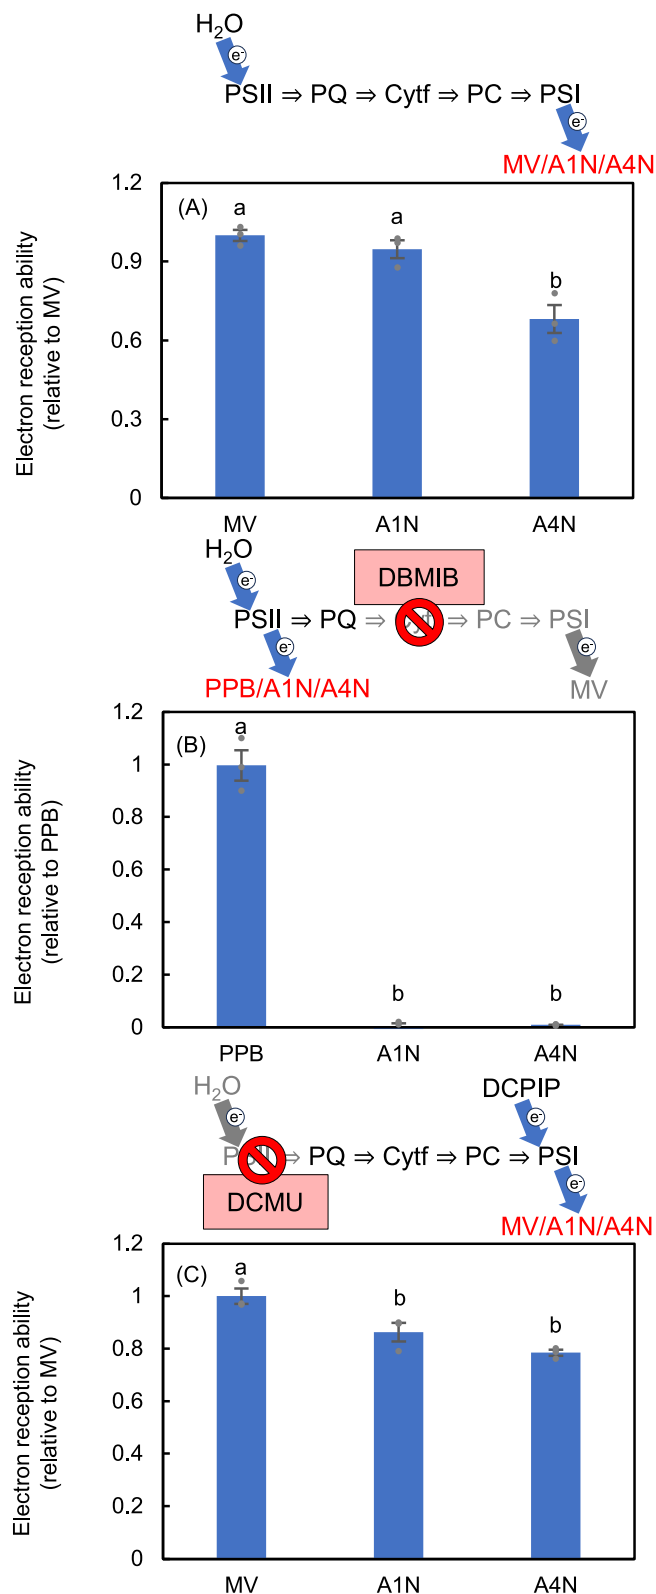 H₂O
e⁻
PSII ⇒ PQ ⇒ Cytf ⇒ PC ⇒ PSI
e⁻
MV/A1N/A4N
Electron reception ability
(relative to MV)
1.2
0.9
0.6
0.3
0
(A)
a
a
b
MV A1N A4N
H₂O
e⁻
DBMIB
PSII ⇒ PQ ⇒ Cytf ⇒ PC ⇒ PSI
e⁻
e⁻
PPB/A1N/A4N
MV
Electron reception ability
(relative to PPB)
1.2
1
0.8
0.6
0.4
0.2
0
(B)
a
b
b
PPB A1N A4N
H₂O
e⁻
DCPIP
e⁻
PSII ⇒ PQ ⇒ Cytf ⇒ PC ⇒ PSI
e⁻
DCMU
MV/A1N/A4N
Electron reception ability
(relative to MV)
1.2
1
0.8
0.6
0.4
0.2
0
(C)
a
b
b
MV A1N A4N